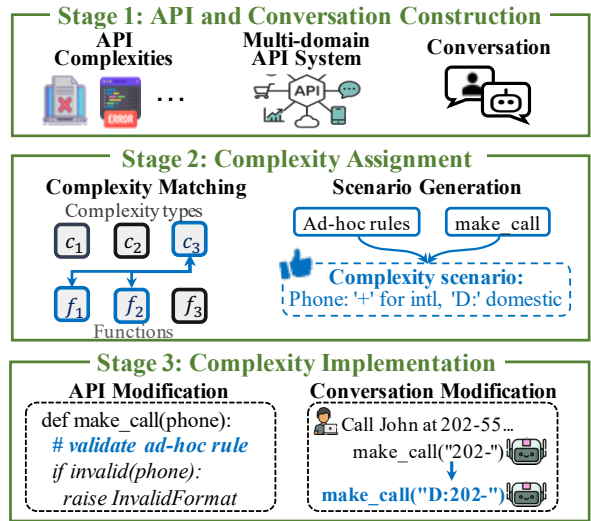 Stage 1: API and Conversation Construction
API Complexities
Multi-domain API System
Conversation
ERROR
...
API
Stage 2: Complexity Assignment
Complexity Matching
Complexity types
c1 c2 c3
f1 f2 f3
Functions
Scenario Generation
Ad-hoc rules
make_call
Complexity scenario:
Phone: '+' for intl, 'D:' domestic
Stage 3: Complexity Implementation
API Modification
def make_call(phone):
# validate ad-hoc rule
if invalid(phone):
raise InvalidFormat
Conversation Modification
Call John at 202-55...
make_call("202-")
make_call("D:202-")